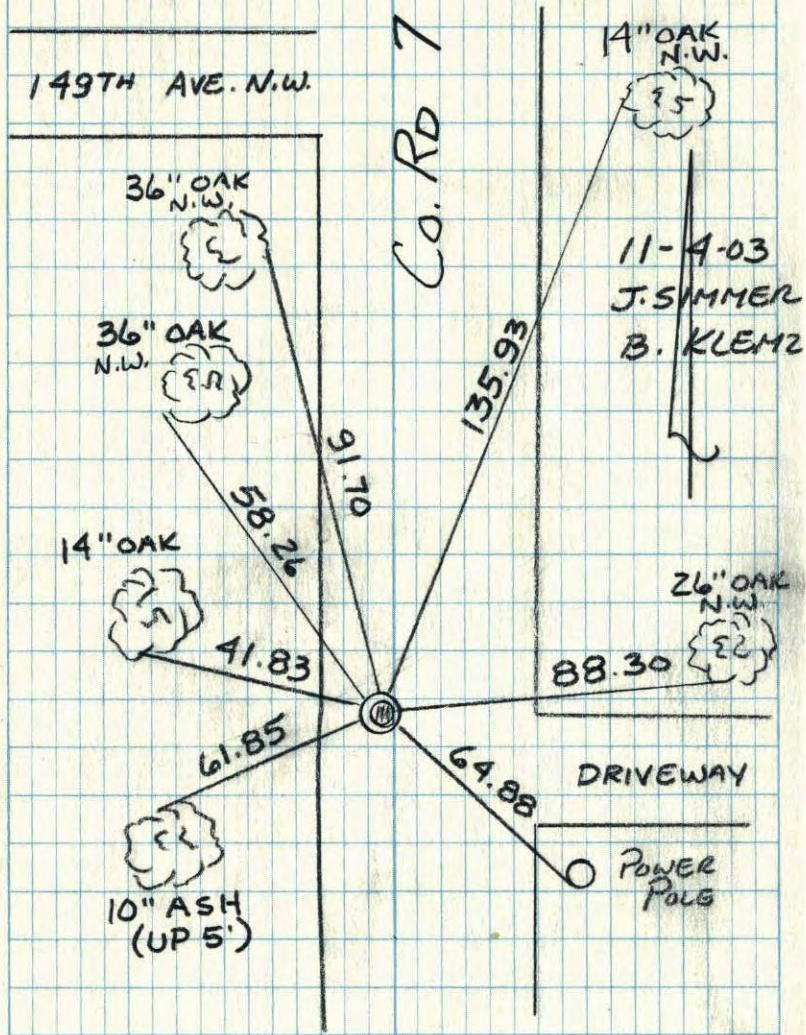 149TH AVE. N.W.
Co. RD 7
14" OAK
N.W.
36" OAK
N.W.
11-4-03
J. SIMMER
B. KLEMZ
36" OAK
N.W.
135.93
91.70
58.26
14" OAK
26" OAK
N.W.
41.83
88.30
61.85
64.88
DRIVEWAY
POWER
POLE
10" ASH
(UP 5')